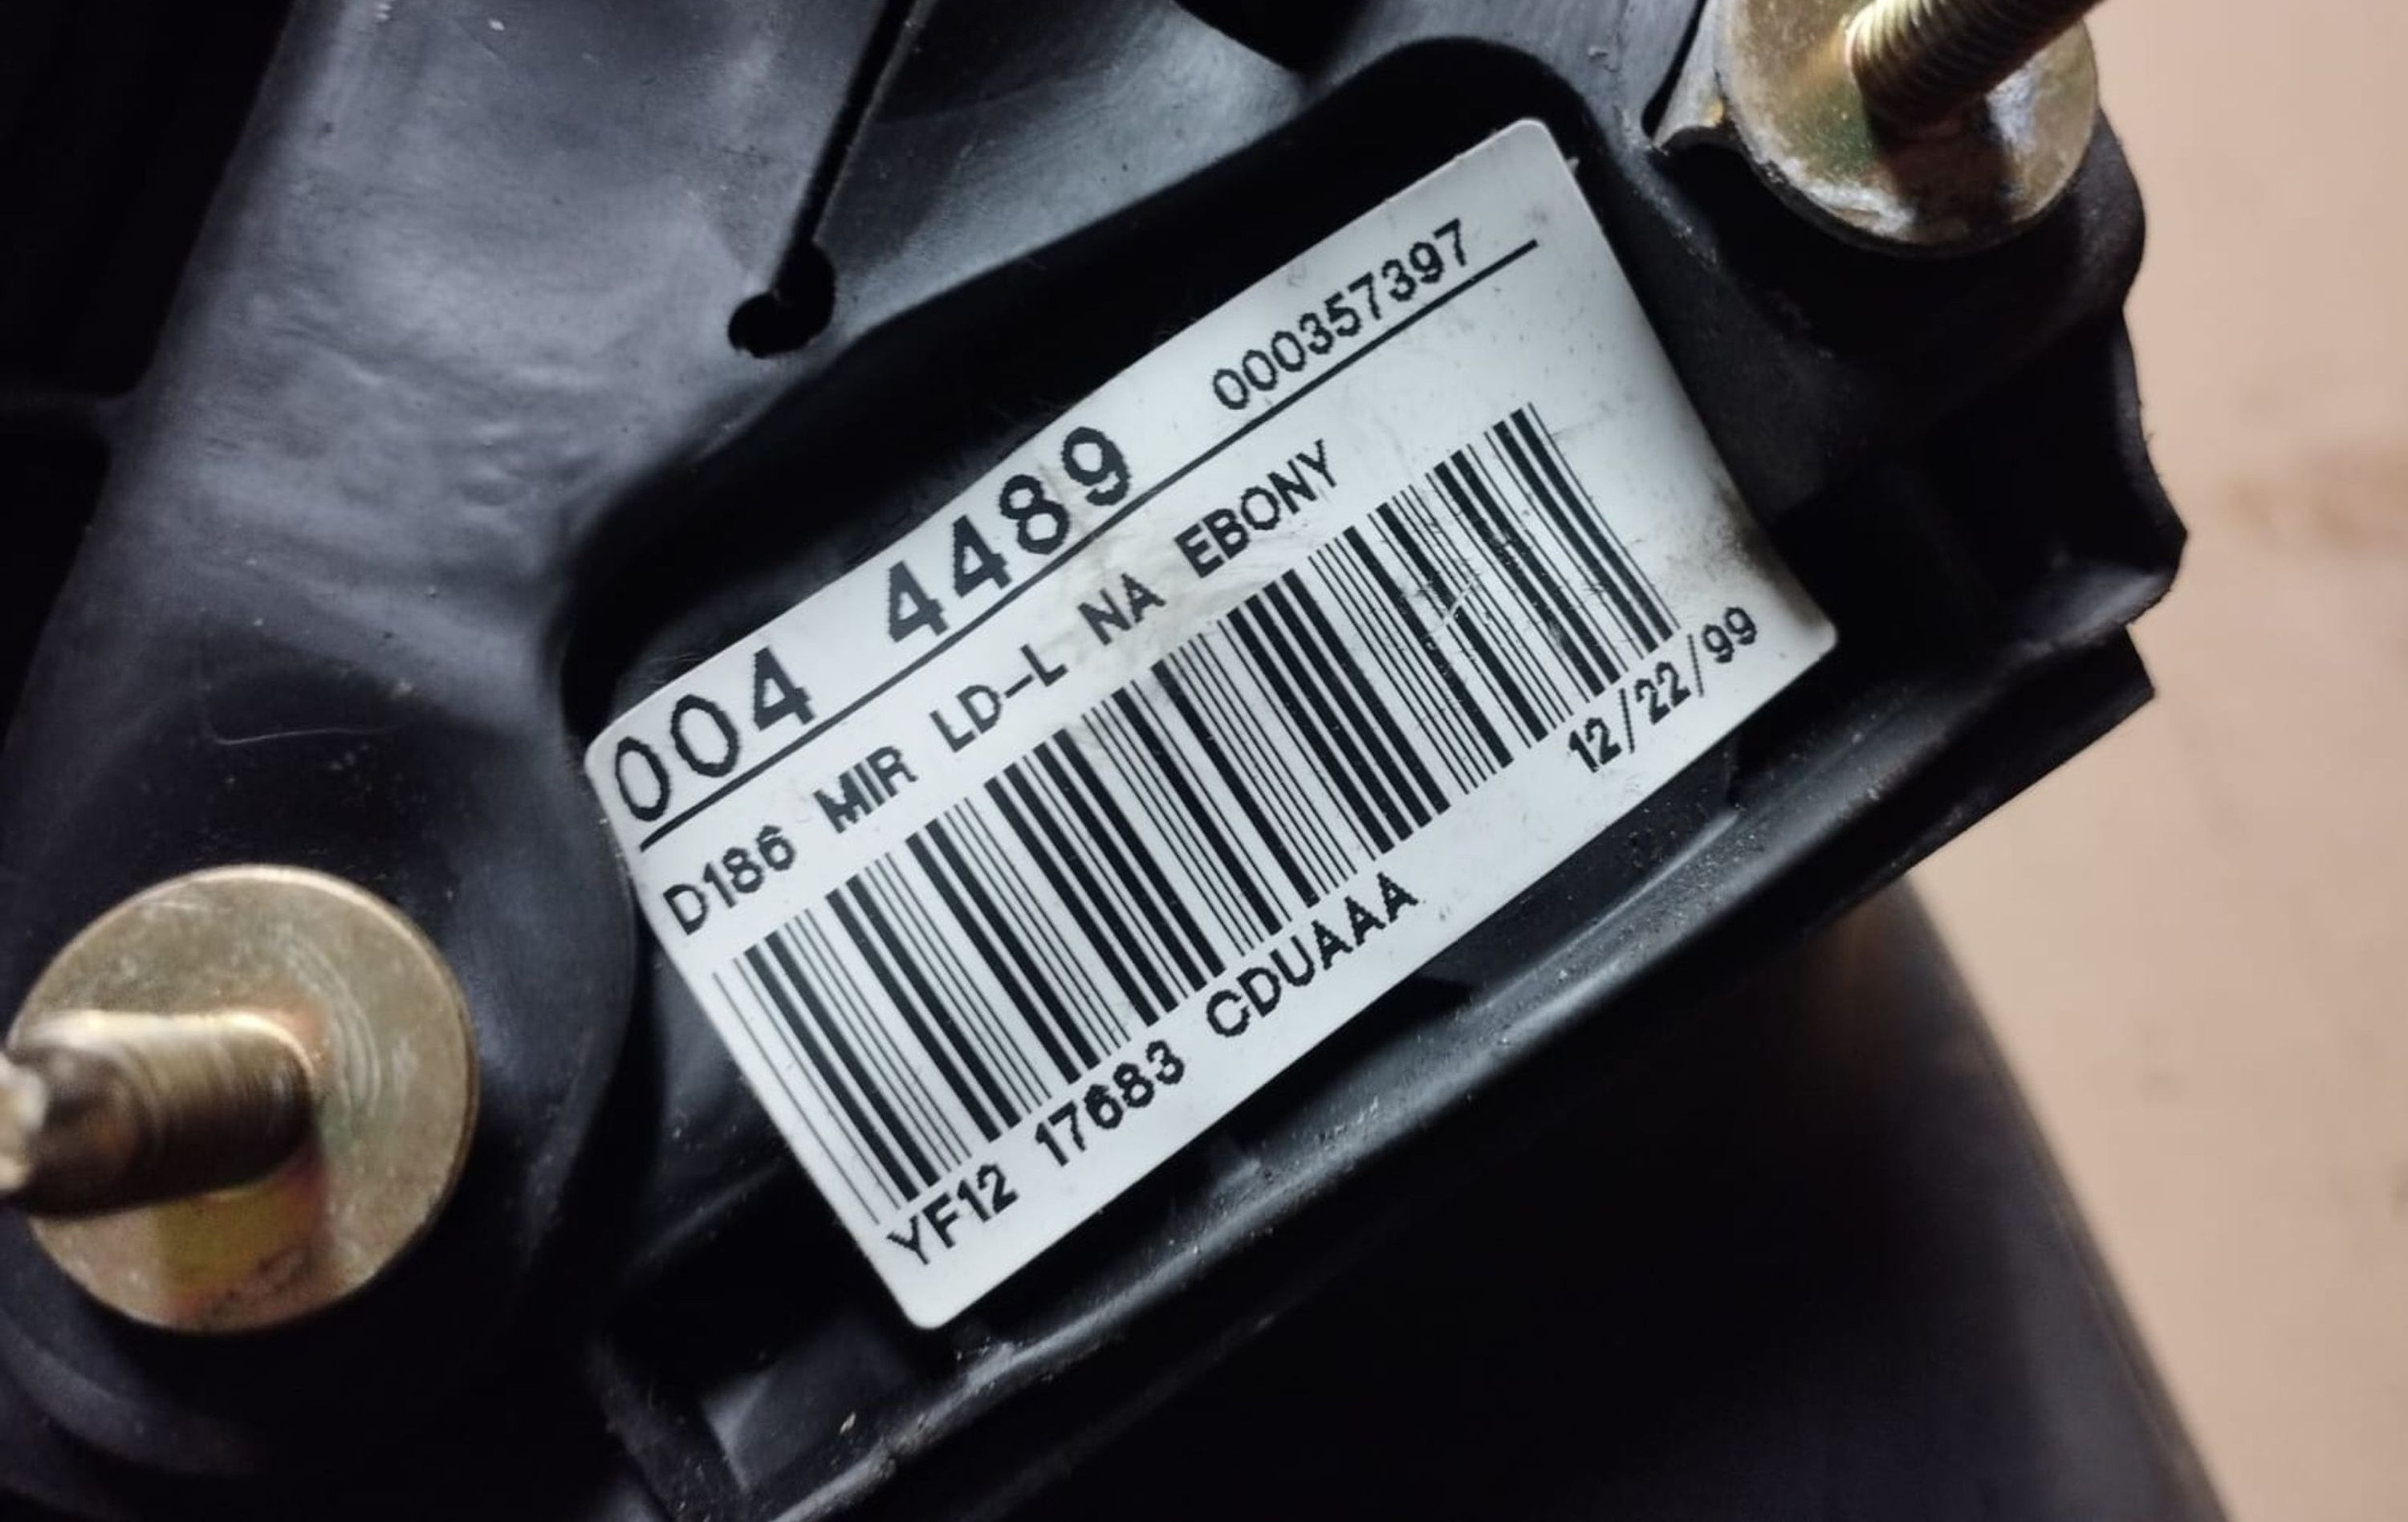 004 4489 000357397
D186 MIR LD-L NA EBONY
12/22/99
YF12 17683 CDUAAA